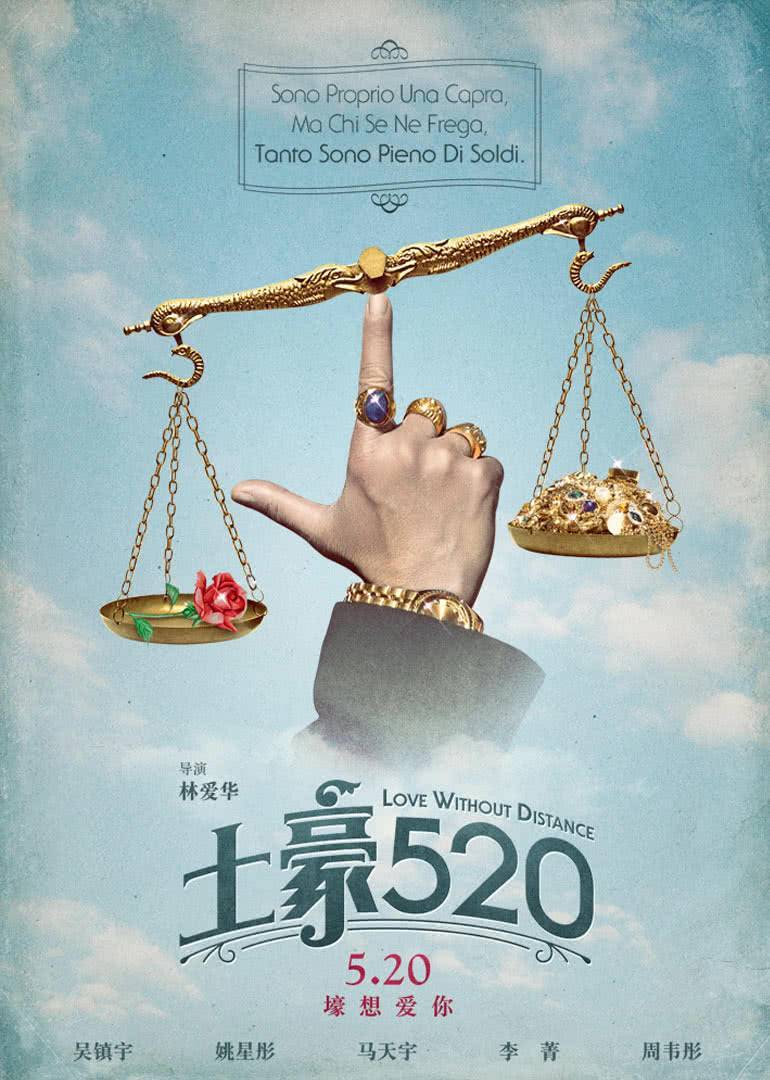 Sono Proprio Una Capra,
Ma Chi Se Ne Frega,
Tanto Sono Pieno Di Soldi.
导演
林爱华
LOVE WITHOUT DISTANCE
土豪520
5.20
壕想爱你
吴镇宇 姚星彤 马天宇 李菁 周韦彤